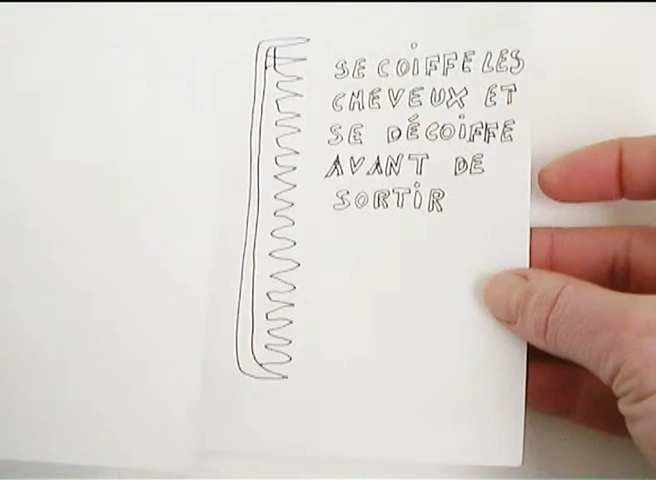 SE COIFFE LES
CHEVEUX ET
SE DÉCOIFFE
AVANT DE
SORTIR